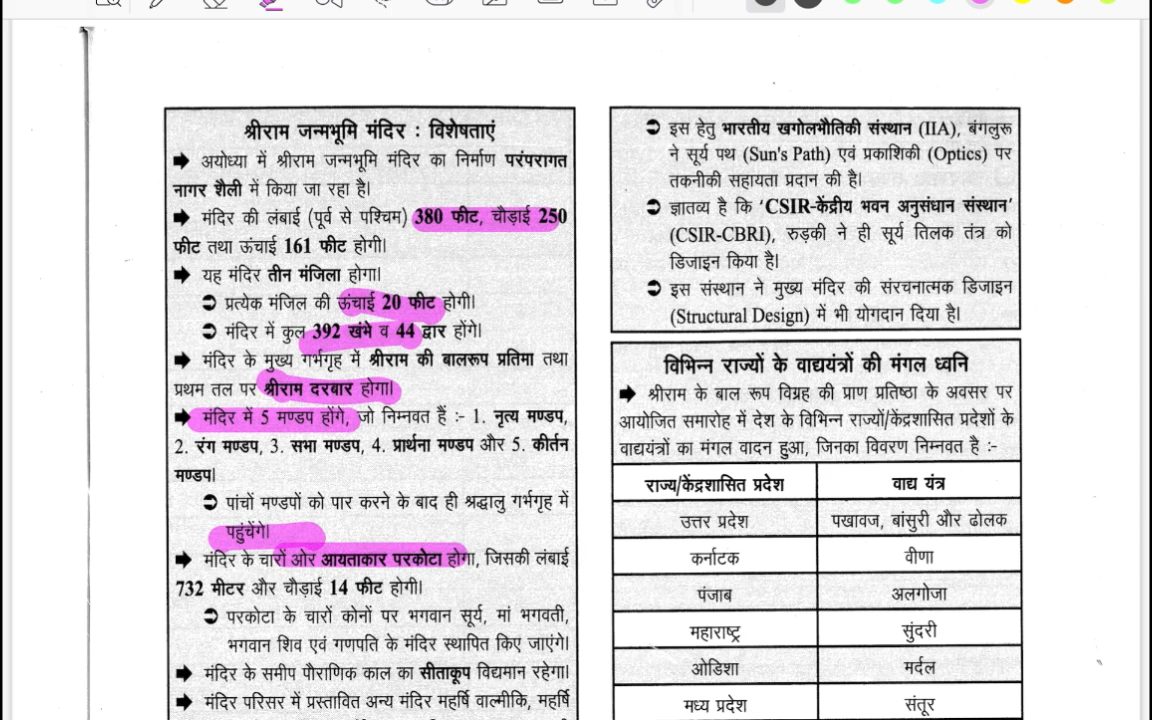 श्रीराम जन्मभूमि मंदिर : विशेषताएं
➡ अयोध्या में श्रीराम जन्मभूमि मंदिर का निर्माण परंपरागत
नागर शैली में किया जा रहा है।
➡ मंदिर की लंबाई (पूर्व से पश्चिम) 380 फीट, चौड़ाई 250
फीट तथा ऊंचाई 161 फीट होगी।
➡ यह मंदिर तीन मंजिला होगा।
➲ प्रत्येक मंजिल की ऊंचाई 20 फीट होगी।
➲ मंदिर में कुल 392 खंभे व 44 द्वार होंगे।
➡ मंदिर के मुख्य गर्भगृह में श्रीराम की बालरूप प्रतिमा तथा
प्रथम तल पर श्रीराम दरबार होगा।
➡ मंदिर में 5 मण्डप होंगे, जो निम्नवत हैं :- 1. नृत्य मण्डप,
2. रंग मण्डप, 3. सभा मण्डप, 4. प्रार्थना मण्डप और 5. कीर्तन
मण्डप।
➲ पांचों मण्डपों को पार करने के बाद ही श्रद्धालु गर्भगृह में
पहुंचेंगे।
➡ मंदिर के चारों ओर आयताकार परकोटा होगा, जिसकी लंबाई
732 मीटर और चौड़ाई 14 फीट होगी।
➲ परकोटा के चारों कोनों पर भगवान सूर्य, मां भगवती,
भगवान शिव एवं गणपति के मंदिर स्थापित किए जाएंगे।
➡ मंदिर के समीप पौराणिक काल का सीताकूप विद्यमान रहेगा।
➡ मंदिर परिसर में प्रस्तावित अन्य मंदिर महर्षि वाल्मीकि, महर्षि
➲ इस हेतु भारतीय खगोलभौतिकी संस्थान (IIA), बंगलुरू
ने सूर्य पथ (Sun's Path) एवं प्रकाशिकी (Optics) पर
तकनीकी सहायता प्रदान की है।
➲ ज्ञातव्य है कि 'CSIR-केंद्रीय भवन अनुसंधान संस्थान'
(CSIR-CBRI), रुड़की ने ही सूर्य तिलक तंत्र को
डिजाइन किया है।
➲ इस संस्थान ने मुख्य मंदिर की संरचनात्मक डिजाइन
(Structural Design) में भी योगदान दिया है।
विभिन्न राज्यों के वाद्ययंत्रों की मंगल ध्वनि
➡ श्रीराम के बाल रूप विग्रह की प्राण प्रतिष्ठा के अवसर पर
आयोजित समारोह में देश के विभिन्न राज्यों/केंद्रशासित प्रदेशों के
वाद्ययंत्रों का मंगल वादन हुआ, जिनका विवरण निम्नवत है :-
राज्य/केंद्रशासित प्रदेश वाद्य यंत्र
उत्तर प्रदेश पखावज, बांसुरी और ढोलक
कर्नाटक वीणा
पंजाब अलगोजा
महाराष्ट्र सुंदरी
ओडिशा मर्दल
मध्य प्रदेश संतूर